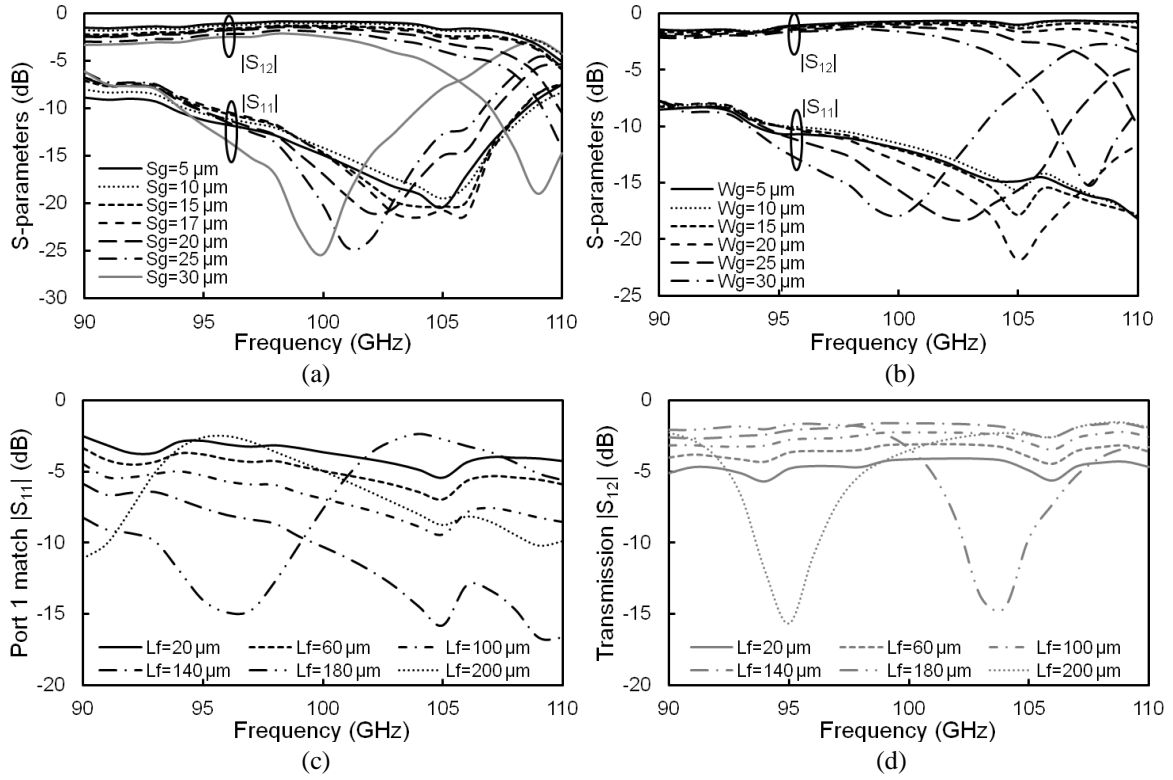 0
-5
-10
-15
-20
-25
-30
S-parameters (dB)
|S12|
|S11|
Sg=5 µm
Sg=10 µm
Sg=15 µm
Sg=17 µm
Sg=20 µm
Sg=25 µm
Sg=30 µm
90 95 100 105 110
Frequency (GHz)
(a)
0
-5
-10
-15
-20
-25
S-parameters (dB)
|S12|
|S11|
Wg=5 µm
Wg=10 µm
Wg=15 µm
Wg=20 µm
Wg=25 µm
Wg=30 µm
90 95 100 105 110
Frequency (GHz)
(b)
0
-5
-10
-15
-20
Port 1 match |S11| (dB)
Lf=20 µm Lf=60 µm Lf=100 µm
Lf=140 µm Lf=180 µm Lf=200 µm
90 95 100 105 110
Frequency (GHz)
(c)
0
-5
-10
-15
-20
Transmission |S12| (dB)
Lf=20 µm Lf=60 µm Lf=100 µm
Lf=140 µm Lf=180 µm Lf=200 µm
90 95 100 105 110
Frequency (GHz)
(d)